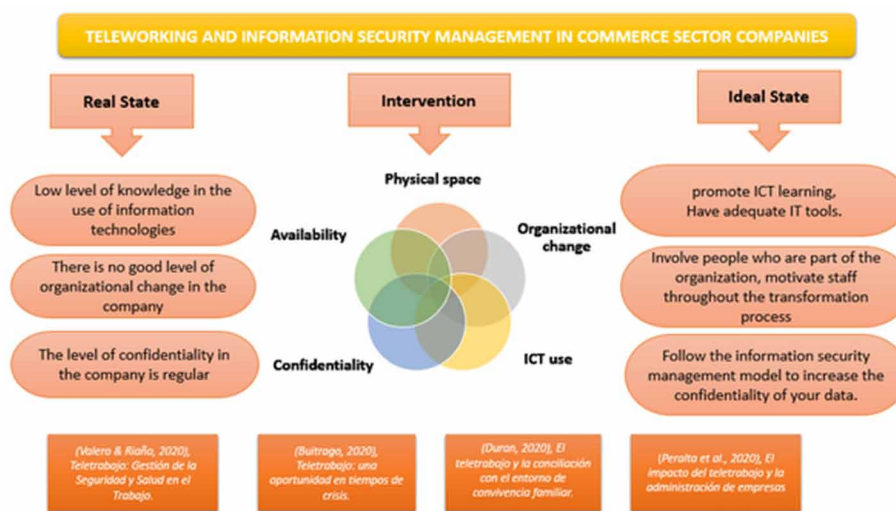 TELEWORKING AND INFORMATION SECURITY MANAGEMENT IN COMMERCE SECTOR COMPANIES
Real State
Intervention
Ideal State
Low level of knowledge in the
use of information
technologies
There is no good level of
organizational change in the
company
The level of confidentiality in
the company is regular
Physical space
Availability
Organizational
change
Confidentiality
ICT use
promote ICT learning,
Have adequate IT tools.
Involve people who are part of the
organization, motivate staff
throughout the transformation
process
Follow the information security
management model to increase the
confidentiality of your data.
(Valero & Riaño, 2020),
Teletrabajo: Gestión de la
Seguridad y Salud en el
Trabajo.
(Buitrago, 2020),
Teletrabajo: una
oportunidad en tiempos de
crisis.
(Duran, 2020), El
teletrabajo y la conciliación
con el entorno de
convivencia familiar.
(Peralta et al., 2020), El
impacto del teletrabajo y la
administración de empresas